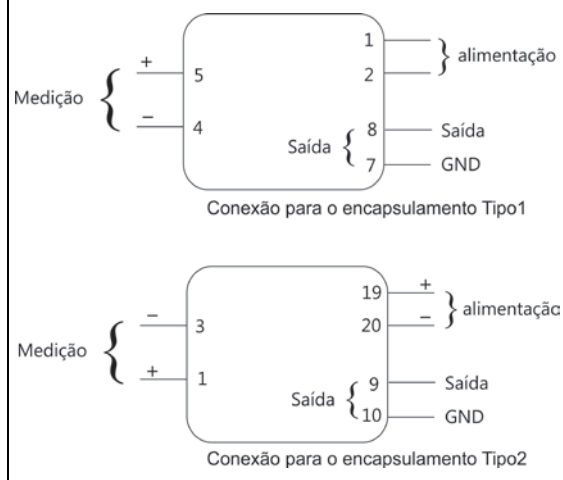 1
+ 5 2 } alimentação
Medição {
− 4 Saída { 8 Saída
7 GND
Conexão para o encapsulamento Tipo1
19 +
− 3 20 − } alimentação
Medição {
+ 1 Saída { 9 Saída
10 GND
Conexão para o encapsulamento Tipo2